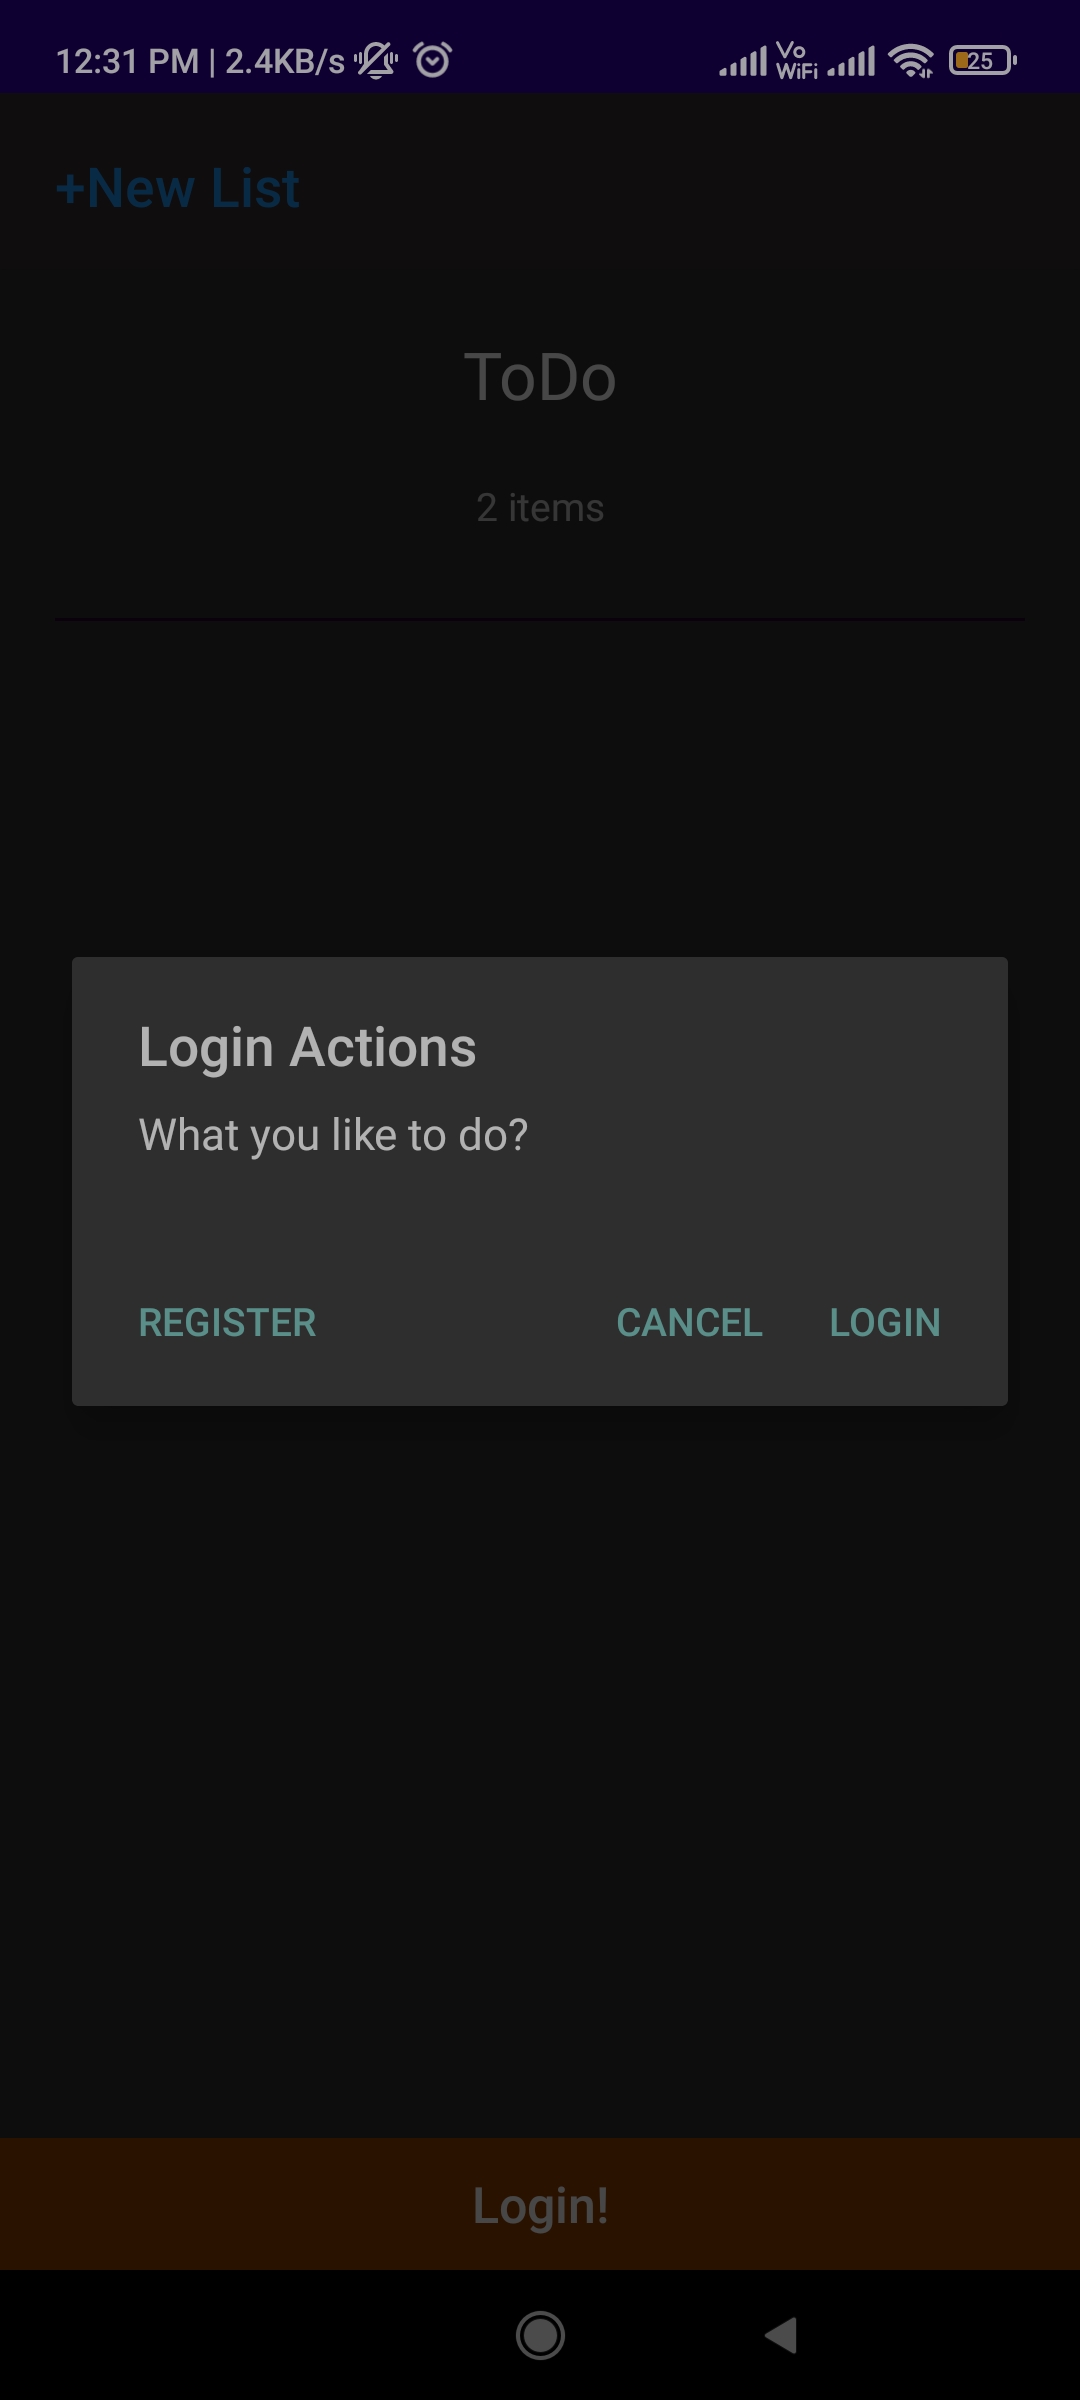 12:31 PM | 2.4KB/s Vo WiFi 25
+New List
ToDo
2 items
Login Actions
What you like to do?
REGISTER CANCEL LOGIN
Login!